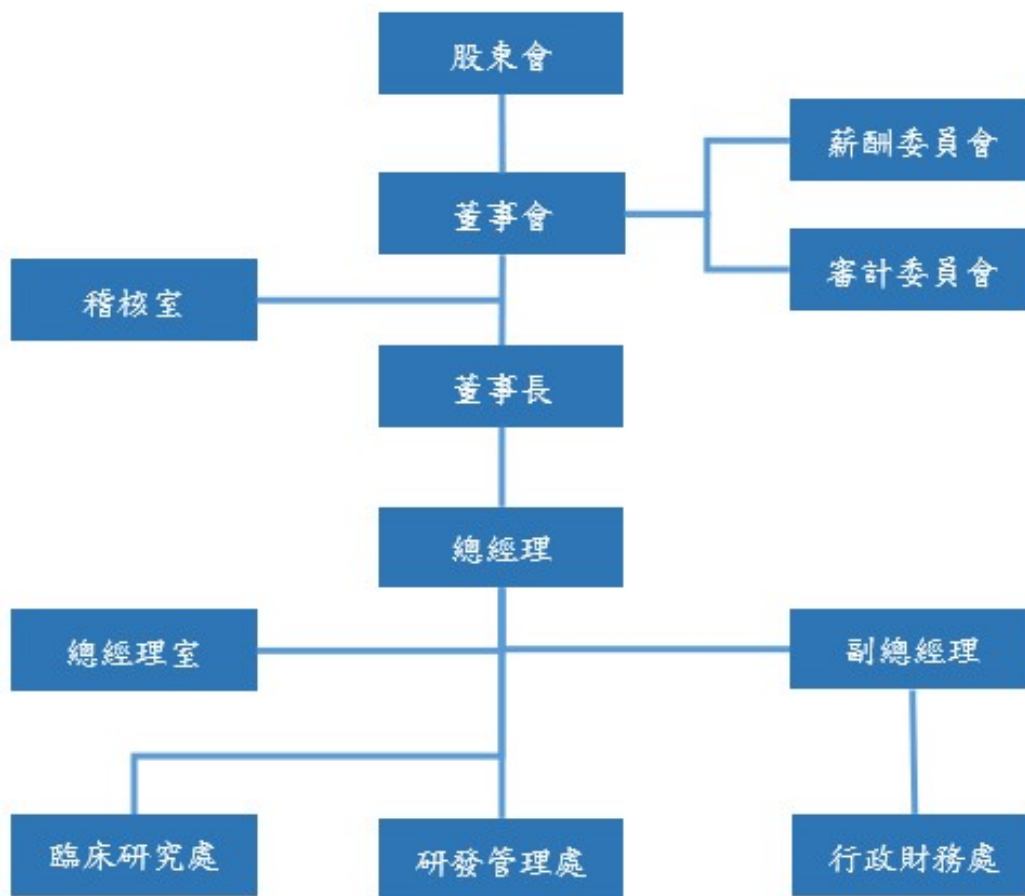 股東會
薪酬委員會
董事會
審計委員會
稽核室
董事長
總經理
總經理室
副總經理
臨床研究處
研發管理處
行政財務處